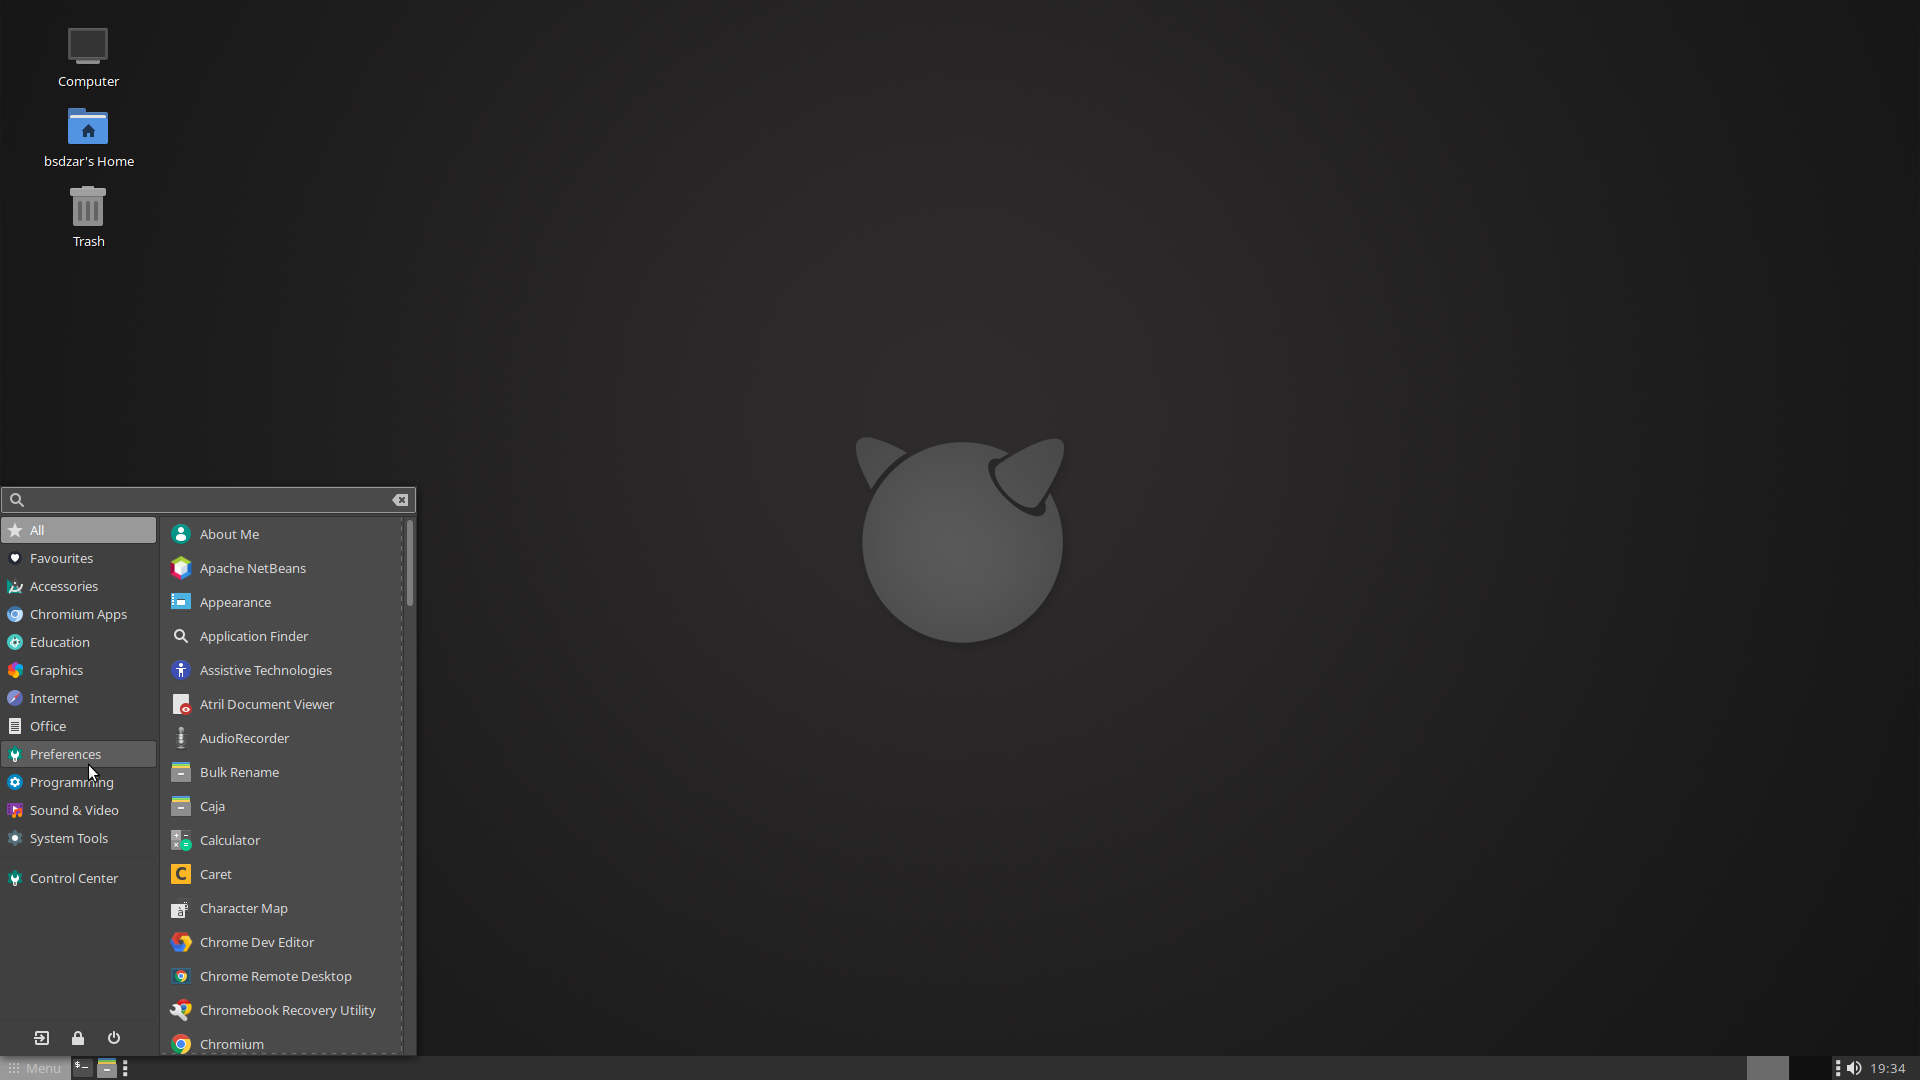 Computer
bsdzar's Home
Trash
All
Favourites
Accessories
Chromium Apps
Education
Graphics
Internet
Office
Preferences
Programming
Sound & Video
System Tools
Control Center
About Me
Apache NetBeans
Appearance
Application Finder
Assistive Technologies
Atril Document Viewer
AudioRecorder
Bulk Rename
Caja
Calculator
Caret
Character Map
Chrome Dev Editor
Chrome Remote Desktop
Chromebook Recovery Utility
Chromium
Menu
19:34